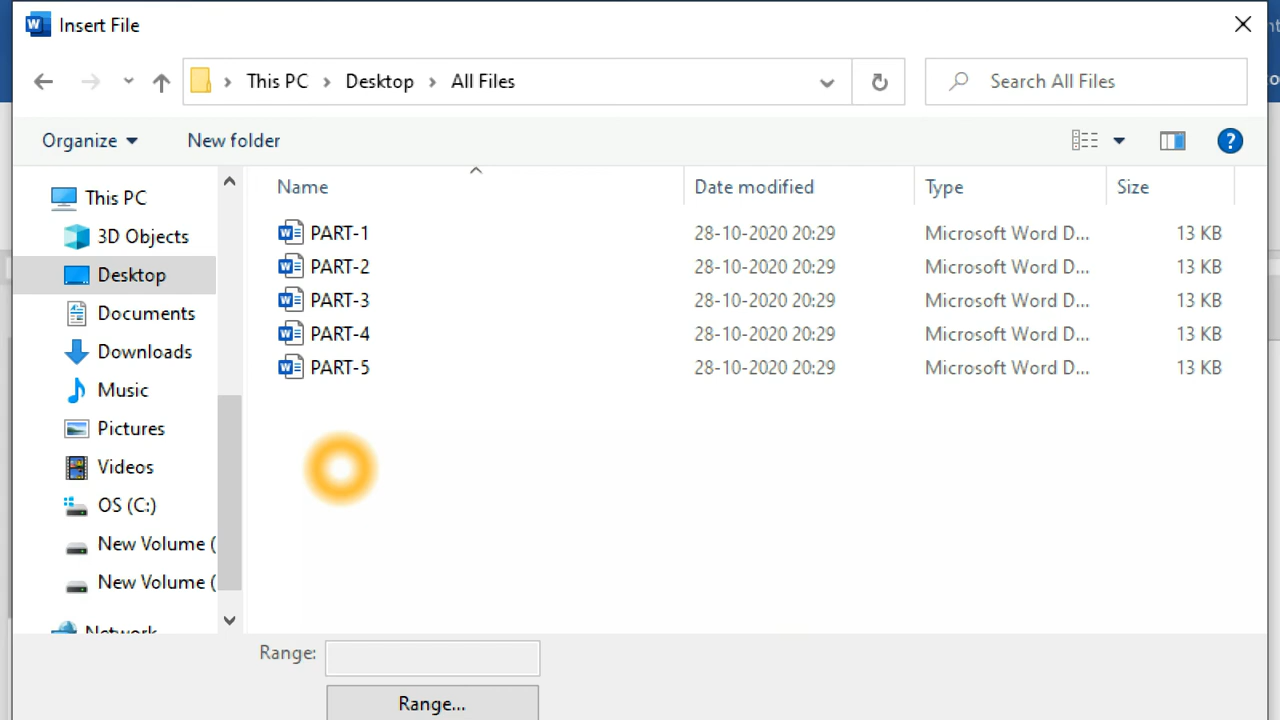 Insert File
This PC > Desktop > All Files
Search All Files
Organize
New folder
Name Date modified Type Size
This PC
3D Objects
Desktop
Documents
Downloads
Music
Pictures
Videos
OS (C:)
New Volume (
New Volume (
Network
PART-1 28-10-2020 20:29 Microsoft Word D... 13 KB
PART-2 28-10-2020 20:29 Microsoft Word D... 13 KB
PART-3 28-10-2020 20:29 Microsoft Word D... 13 KB
PART-4 28-10-2020 20:29 Microsoft Word D... 13 KB
PART-5 28-10-2020 20:29 Microsoft Word D... 13 KB
Range:
Range...